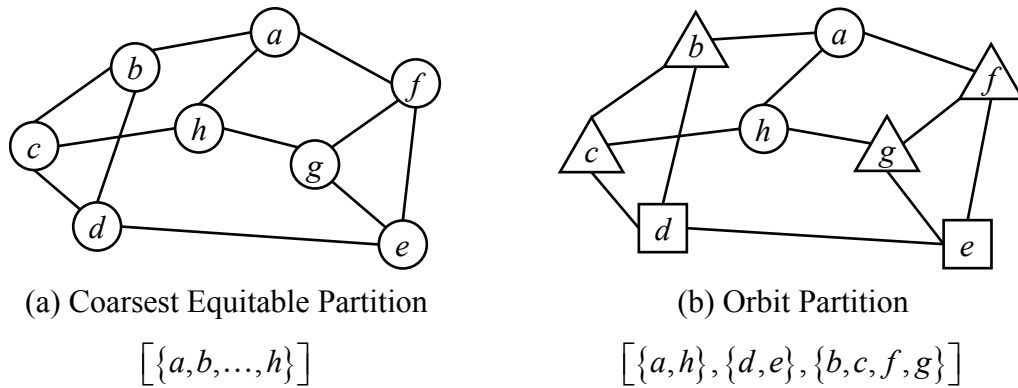 a
b
f
h
c
g
d
e
(a) Coarsest Equitable Partition
[{a,b,…,h}]
a
b
f
h
c
g
d
e
(b) Orbit Partition
[{a,h},{d,e},{b,c,f,g}]